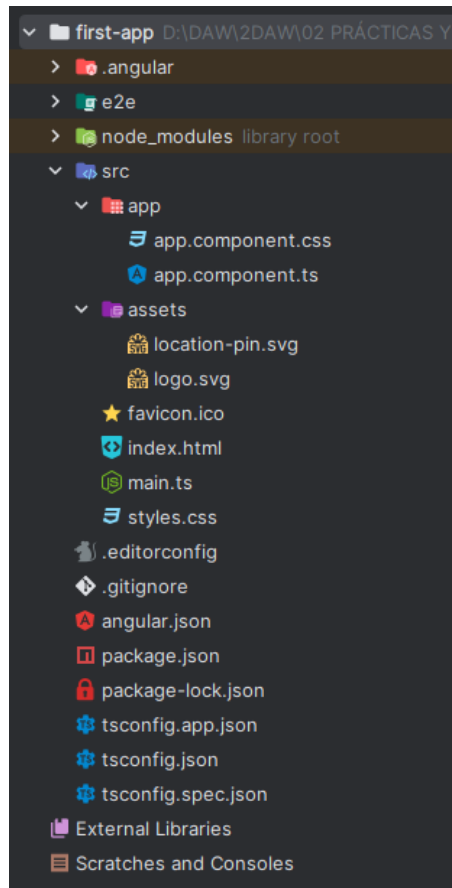 first-app D:\DAW\2DAW\02 PRÁCTICAS Y
.angular
e2e
node_modules library root
src
app
app.component.css
app.component.ts
assets
location-pin.svg
logo.svg
favicon.ico
index.html
main.ts
styles.css
.editorconfig
.gitignore
angular.json
package.json
package-lock.json
tsconfig.app.json
tsconfig.json
tsconfig.spec.json
External Libraries
Scratches and Consoles